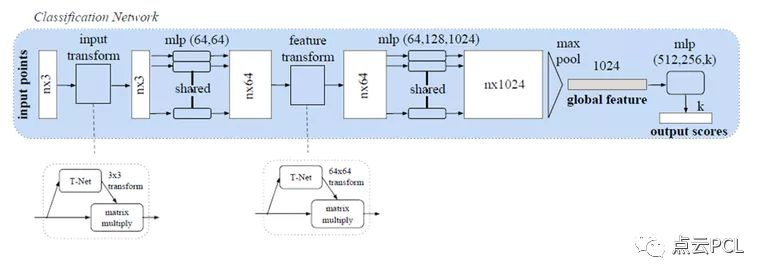 Classification Network
input
transform
mlp (64,64)
feature
transform
mlp (64,128,1024)
max
pool
mlp
(512,256,k)
input points
nx3
nx3
shared
nx64
nx64
shared
nx1024
1024
global feature
k
output scores
T-Net
3x3
transform
matrix
multiply
T-Net
64x64
transform
matrix
multiply
点云PCL